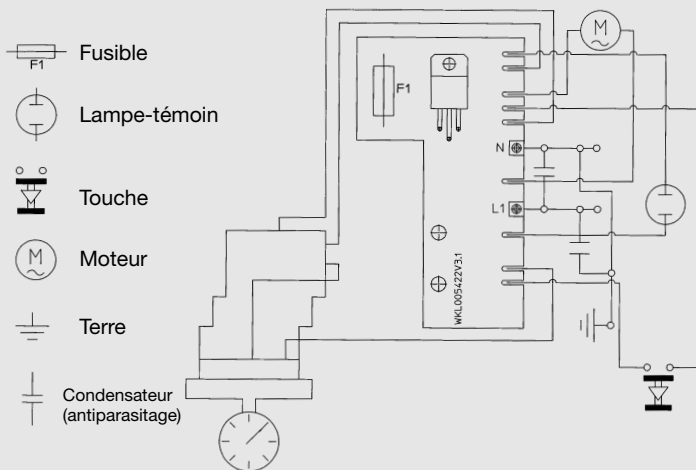 F1
Fusible
Lampe-témoin
Touche
M
Moteur
Terre
Condensateur
(antiparasitage)
F1
M
N
L1
WKL005422V3.1